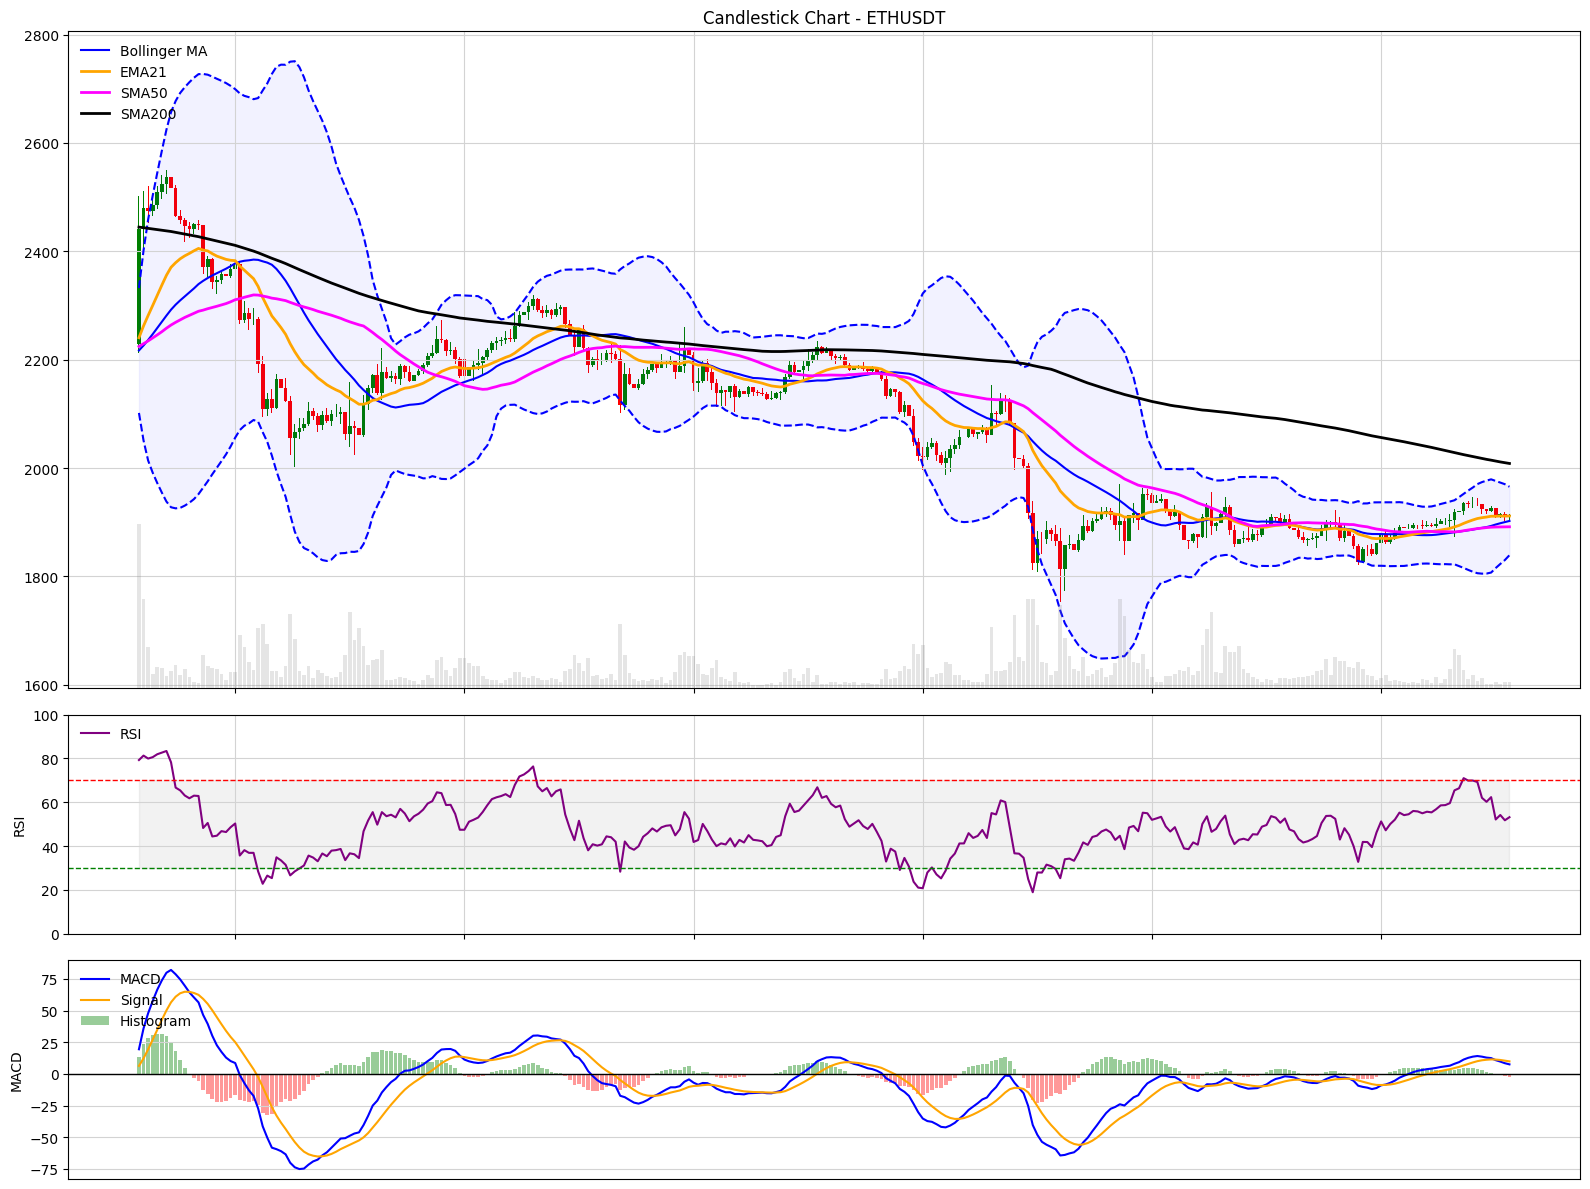 Candlestick Chart - ETHUSDT
Bollinger MA
EMA21
SMA50
SMA200
2800
2600
2400
2200
2000
1800
1600
RSI
100
80
60
40
20
0
RSI
MACD
Signal
Histogram
75
50
25
0
−25
−50
−75
MACD